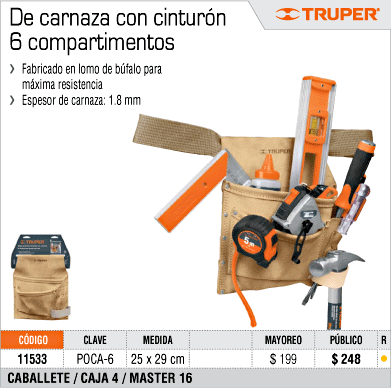 De carnaza con cinturón
6 compartimentos
TRUPER®
› Fabricado en lomo de búfalo para
máxima resistencia
› Espesor de carnaza: 1.8 mm
TRUPER
5m
TRUPER
CÓDIGO CLAVE MEDIDA MAYOREO PÚBLICO R
11533 POCA-6 25 x 29 cm $ 199 $ 248
CABALLETE / CAJA 4 / MASTER 16